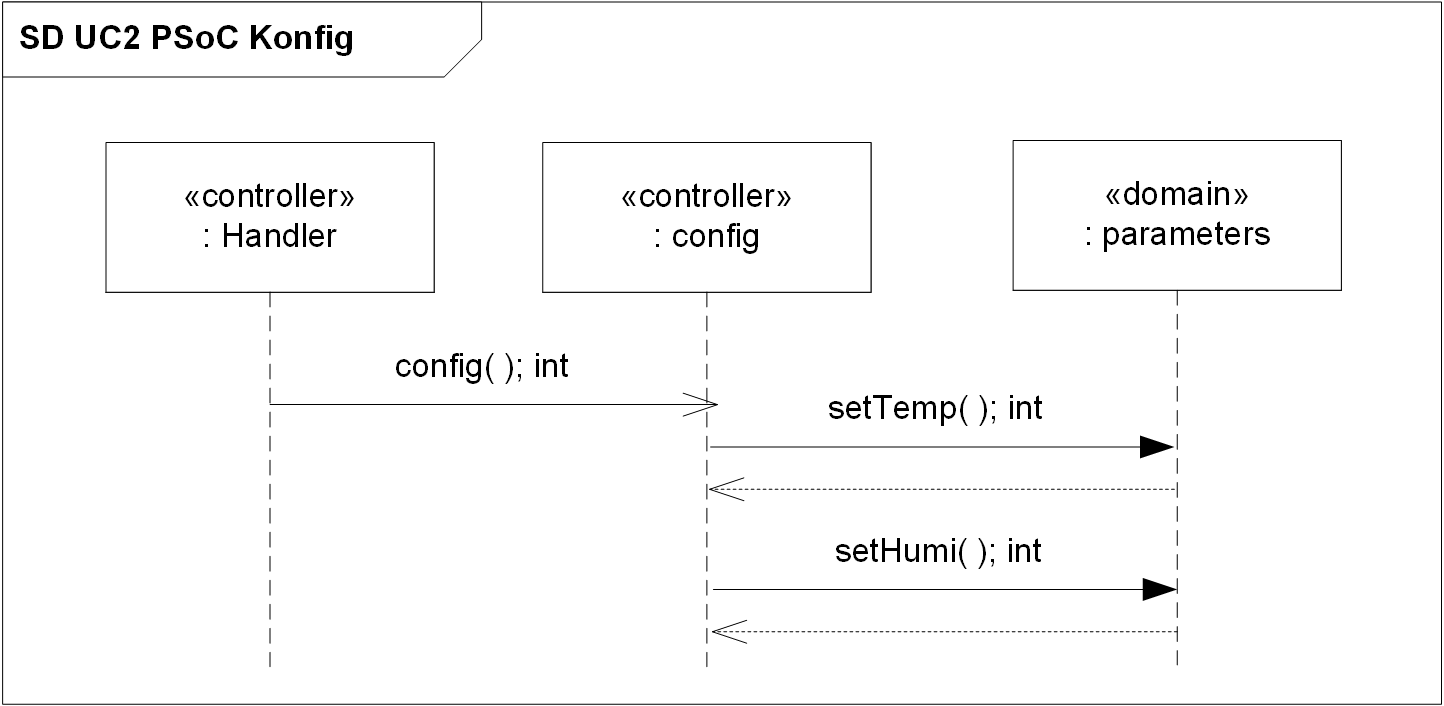 SD UC2 PSoC Konfig
«controller»
: Handler
«controller»
: config
«domain»
: parameters
config( ); int
setTemp( ); int
setHumi( ); int